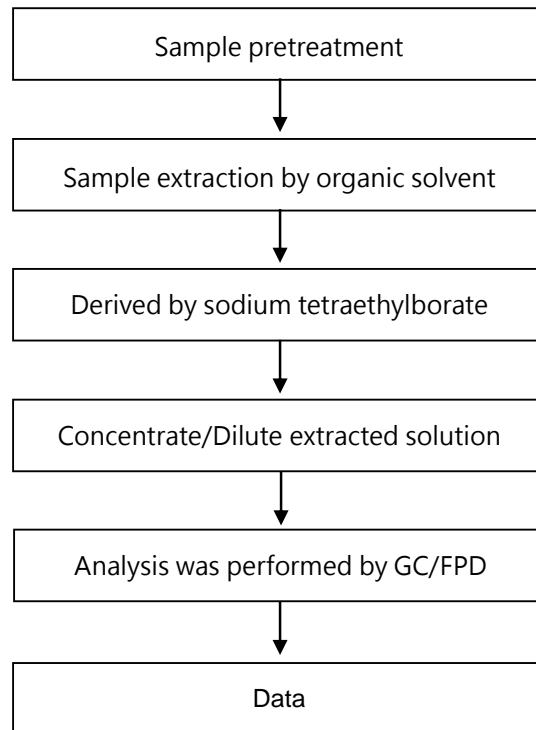 Sample pretreatment
Sample extraction by organic solvent
Derived by sodium tetraethylborate
Concentrate/Dilute extracted solution
Analysis was performed by GC/FPD
Data